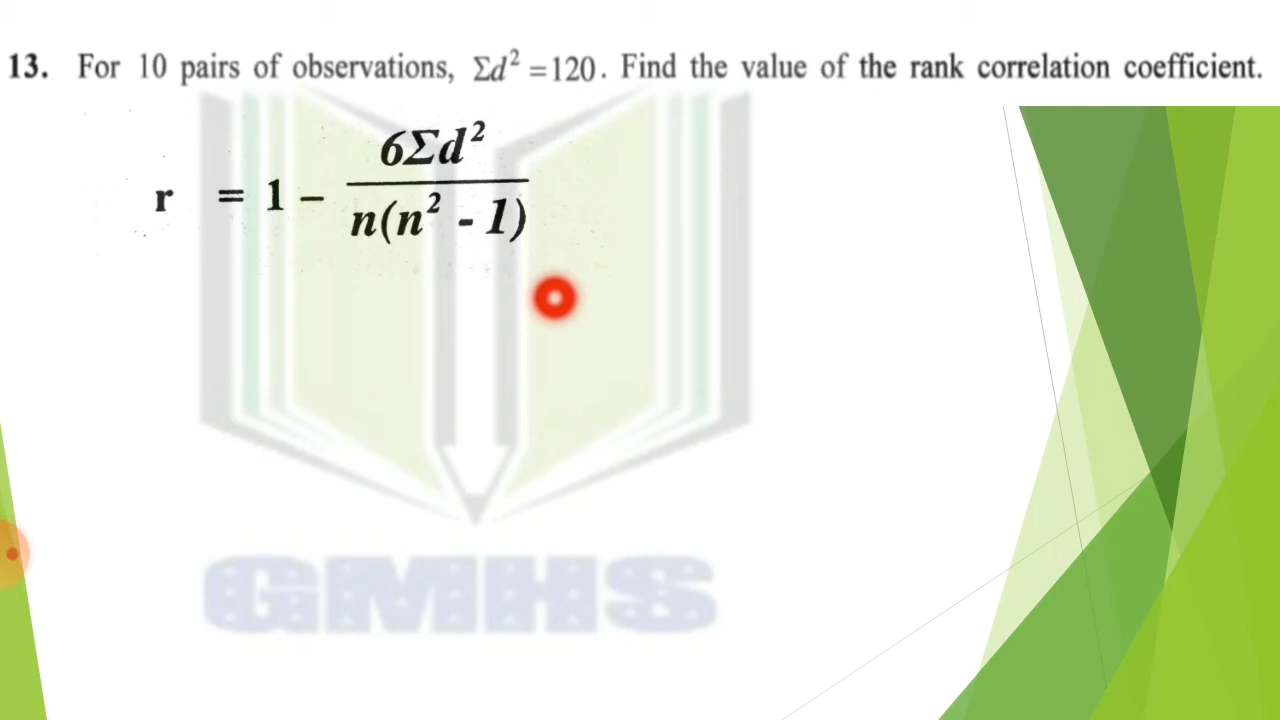 13. For 10 pairs of observations, Σd² = 120. Find the value of the rank correlation coefficient.
r = 1 - 6Σd² / n(n² - 1)
GMHS